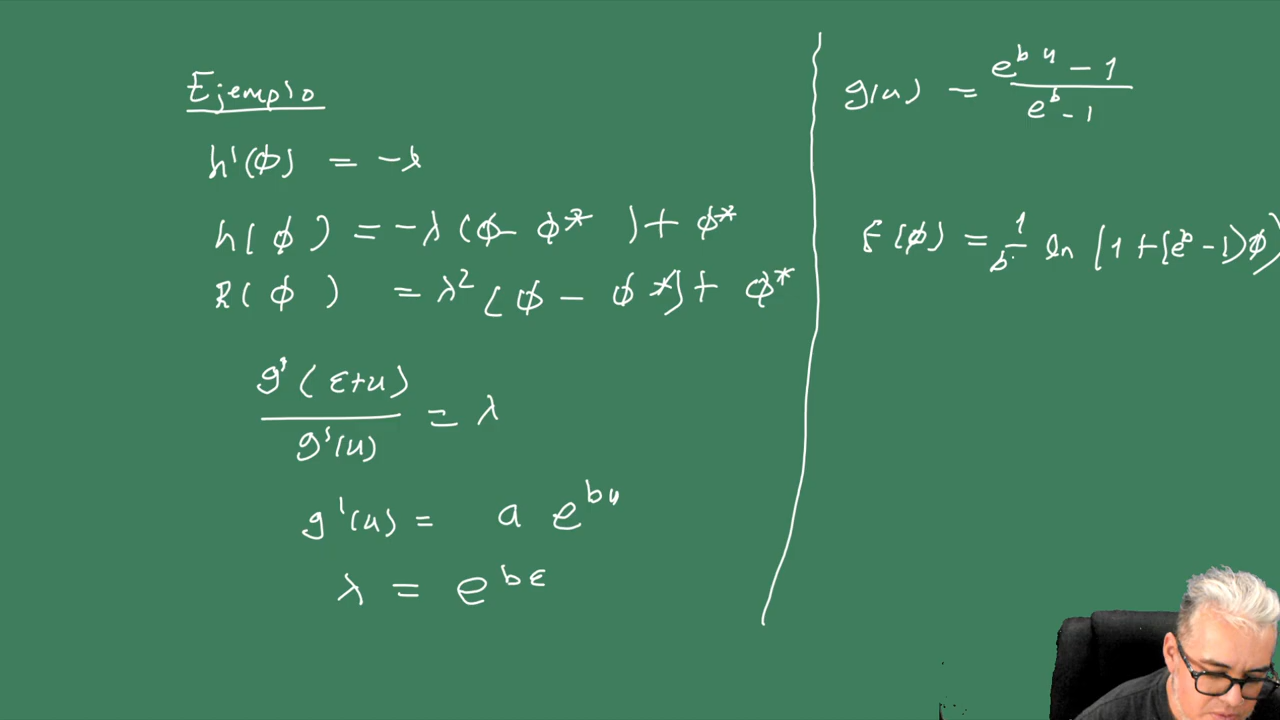 Ejemplo
h'(ϕ) = -λ
h(ϕ) = -λ(ϕ- ϕ*) + ϕ*
R(ϕ) = λ²(ϕ - ϕ*) + ϕ*
g'(ε+u) / g'(u) = λ
g'(u) = a e^{bu}
λ = e^{bε}
g(u) = (e^{bu} - 1) / (e^b - 1)
F(ϕ) = 1/b ln (1 + (e^b - 1)ϕ)